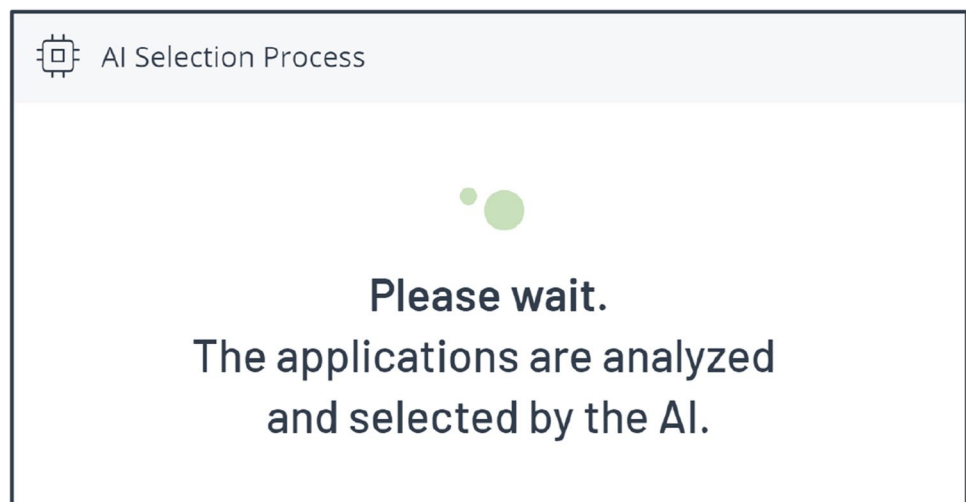 AI Selection Process
Please wait.
The applications are analyzed
and selected by the AI.